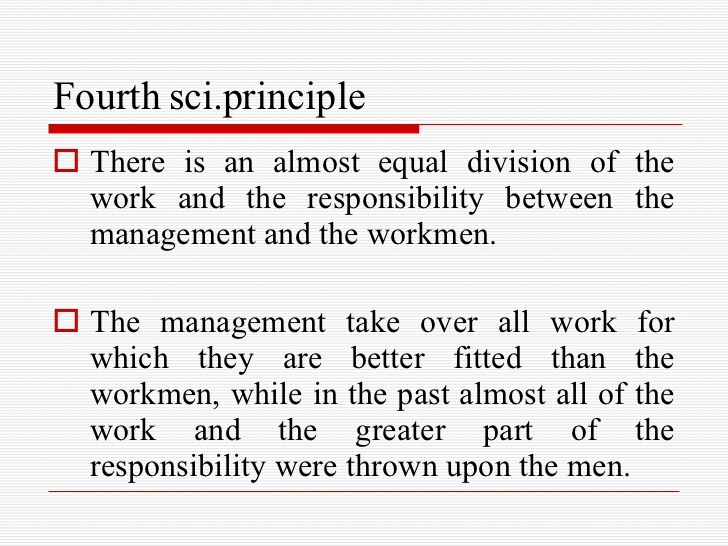 Fourth sci.principle
There is an almost equal division of the
work and the responsibility between the
management and the workmen.
The management take over all work for
which they are better fitted than the
workmen, while in the past almost all of the
work and the greater part of the
responsibility were thrown upon the men.